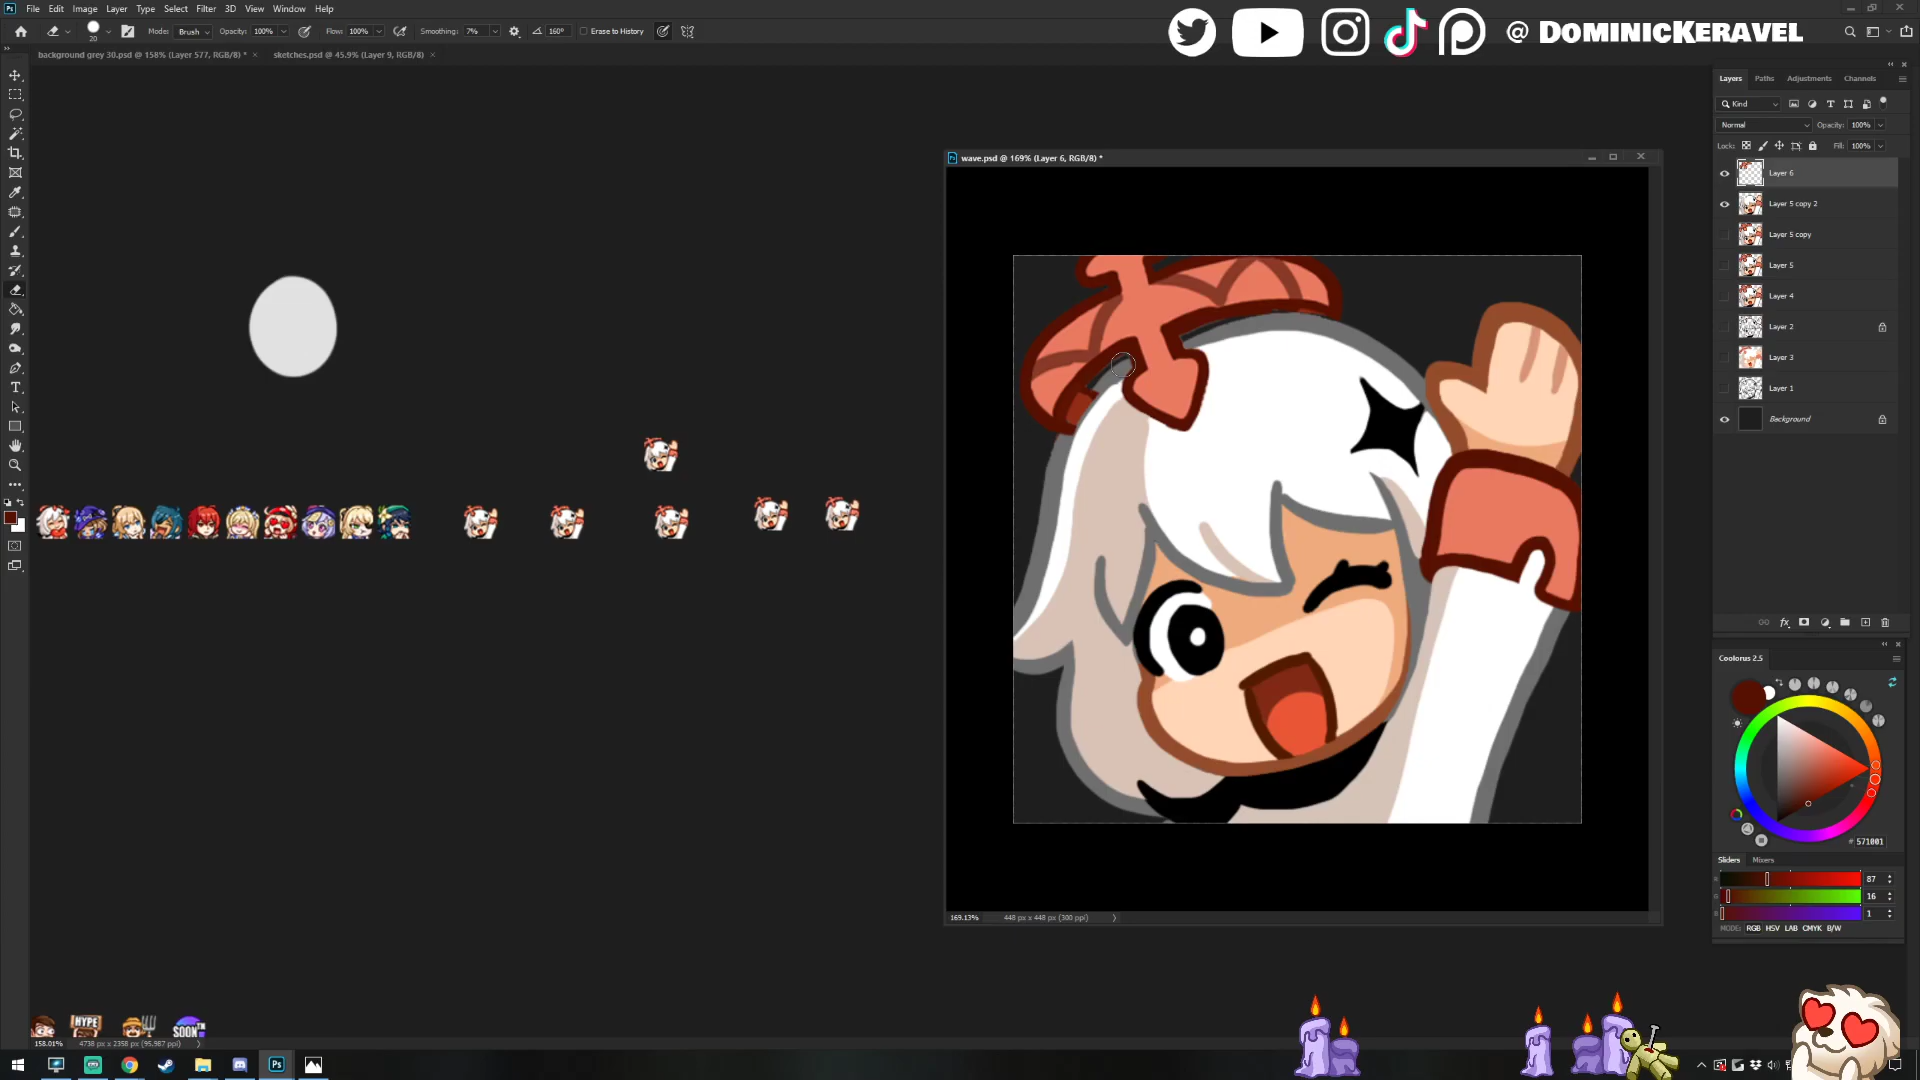 File Edit Image Layer Type Select Filter 3D View Window Help
20 Mode: Brush Opacity: 100% Flow: 100% Smoothing: 7% 160° Erase to History
@ DominicKeravel
background grey 30.psd @ 158% (Layer 577, RGB/8) * × sketches.psd @ 45.9% (Layer 9, RGB/8) ×
Layers Paths Adjustments Channels
Kind
Normal Opacity: 100%
Lock: Fill: 100%
wave.psd @ 169% (Layer 6, RGB/8) *
Layer 6
Layer 5 copy 2
Layer 5 copy
Layer 5
Layer 4
Layer 2
Layer 3
Layer 1
Background
fx
Coolorus 2.5
# 571001
Sliders Mixers
87
16
1
MODE: RGB HSV LAB CMYK B/W
169.13% 448 px x 448 px (300 ppi)
HYPE
SOON TM
158.01% 4738 px x 2358 px (95.987 ppi)
Ps